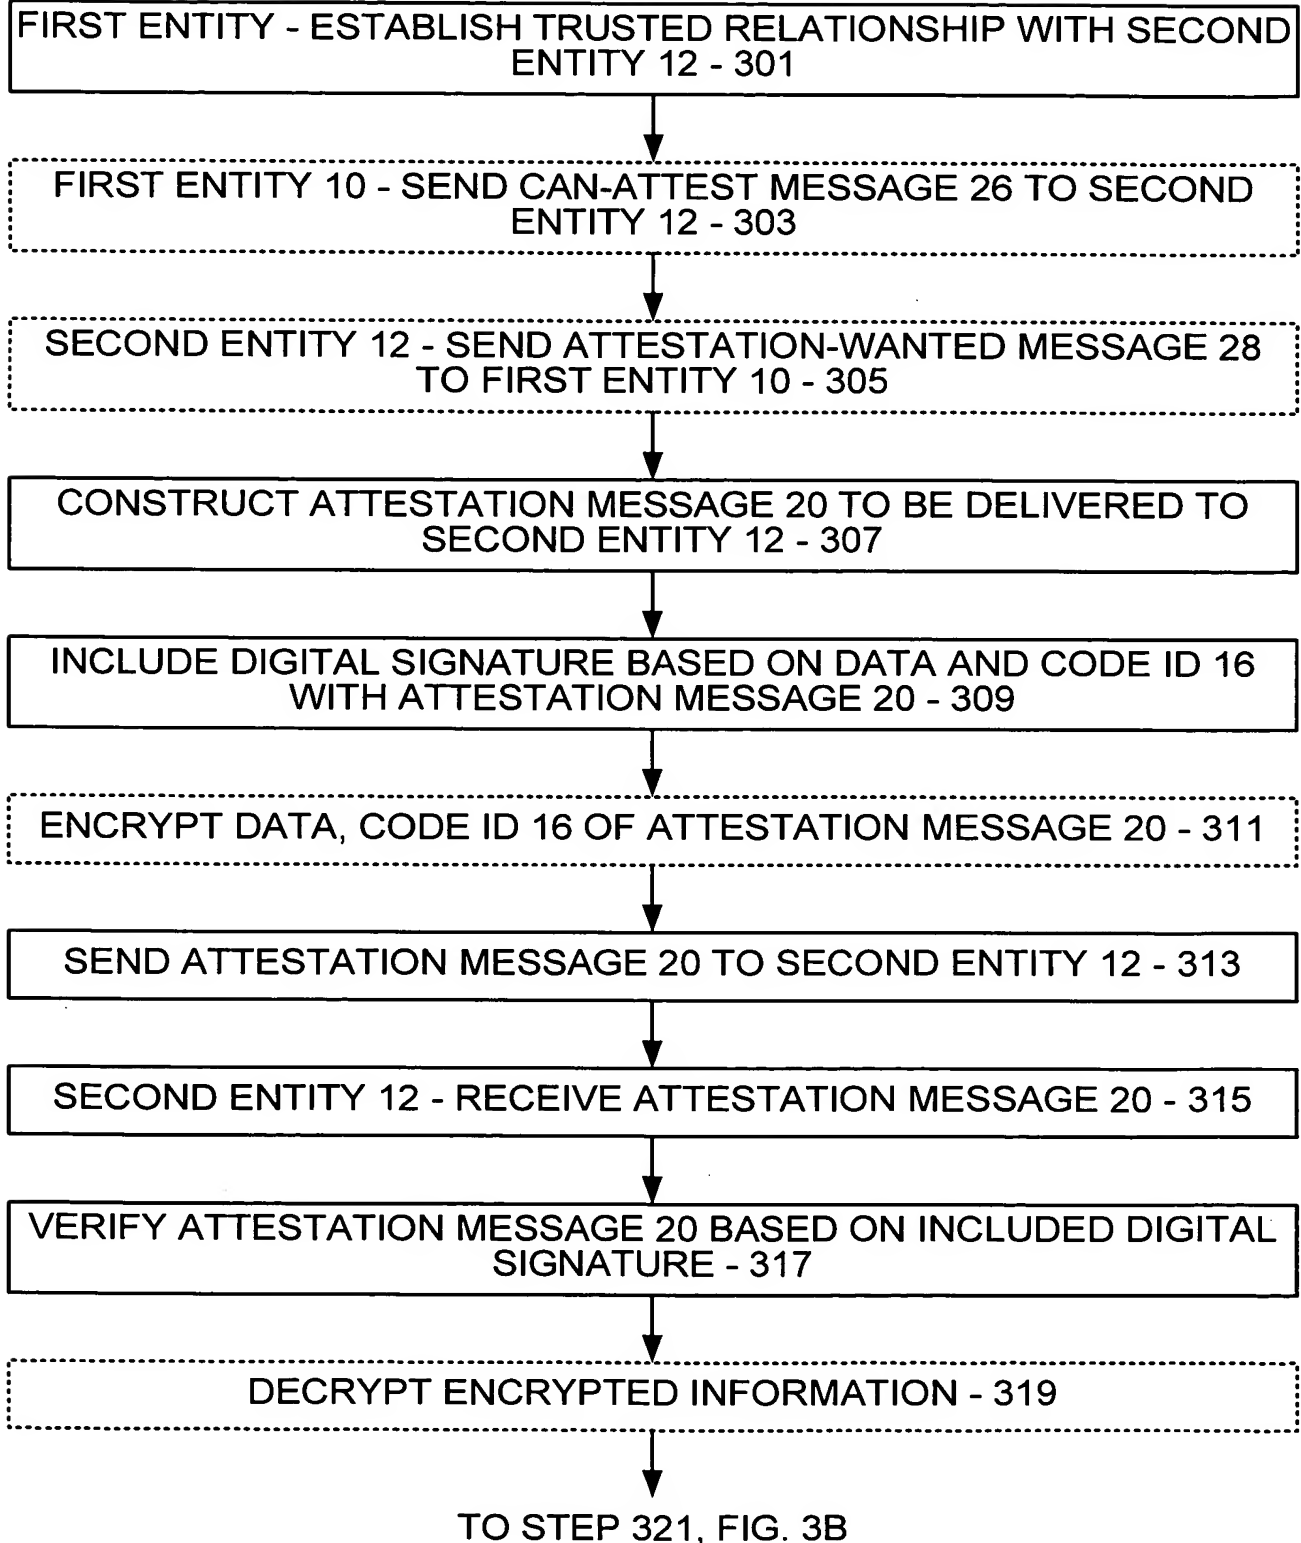 FIRST ENTITY - ESTABLISH TRUSTED RELATIONSHIP WITH SECOND
ENTITY 12 - 301
FIRST ENTITY 10 - SEND CAN-ATTEST MESSAGE 26 TO SECOND
ENTITY 12 - 303
SECOND ENTITY 12 - SEND ATTESTATION-WANTED MESSAGE 28
TO FIRST ENTITY 10 - 305
CONSTRUCT ATTESTATION MESSAGE 20 TO BE DELIVERED TO
SECOND ENTITY 12 - 307
INCLUDE DIGITAL SIGNATURE BASED ON DATA AND CODE ID 16
WITH ATTESTATION MESSAGE 20 - 309
ENCRYPT DATA, CODE ID 16 OF ATTESTATION MESSAGE 20 - 311
SEND ATTESTATION MESSAGE 20 TO SECOND ENTITY 12 - 313
SECOND ENTITY 12 - RECEIVE ATTESTATION MESSAGE 20 - 315
VERIFY ATTESTATION MESSAGE 20 BASED ON INCLUDED DIGITAL
SIGNATURE - 317
DECRYPT ENCRYPTED INFORMATION - 319
TO STEP 321, FIG. 3B